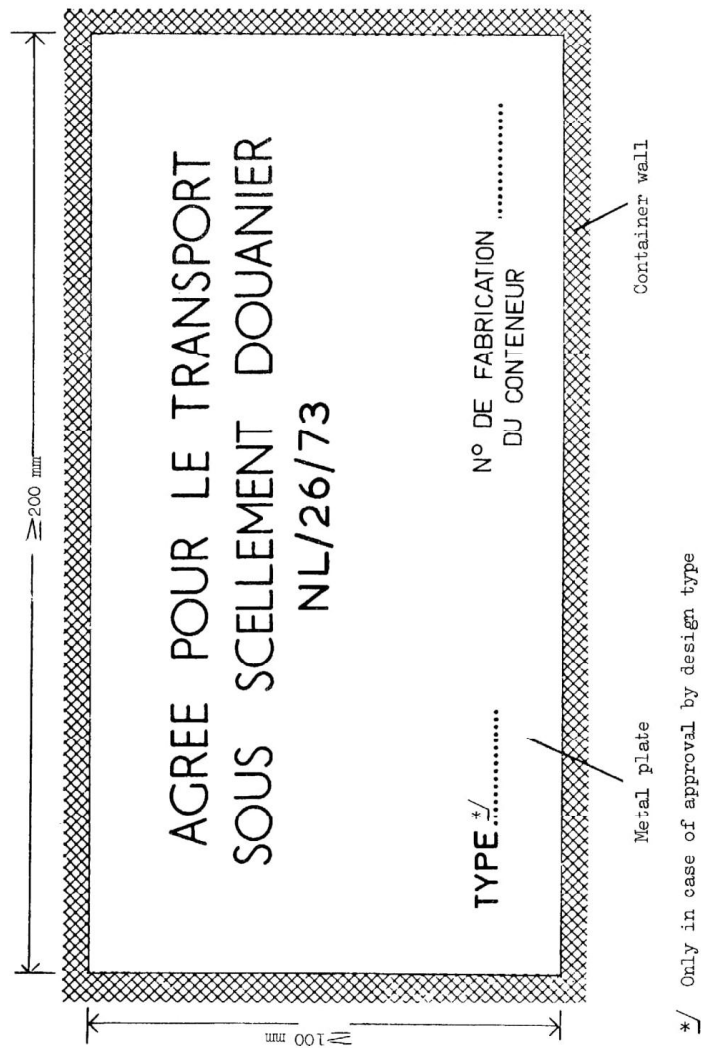 ≥200 mm
≥100 mm
AGREE POUR LE TRANSPORT
SOUS SCELLEMENT DOUANIER
NL/26/73
TYPE*/............
N° DE FABRICATION ............
DU CONTENEUR
Metal plate
Container wall
*/ Only in case of approval by design type